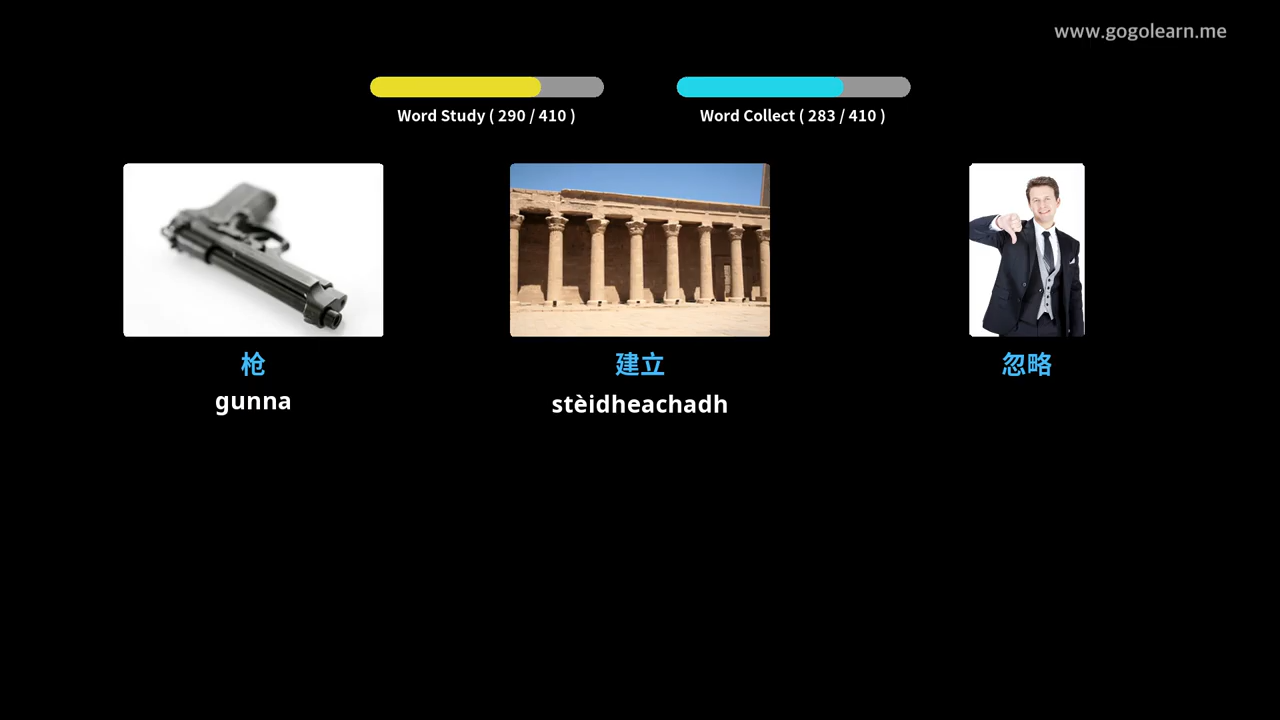 www.gogolearn.me
Word Study ( 290 / 410 )
Word Collect ( 283 / 410 )
枪
gunna
建立
stèidheachadh
忽略